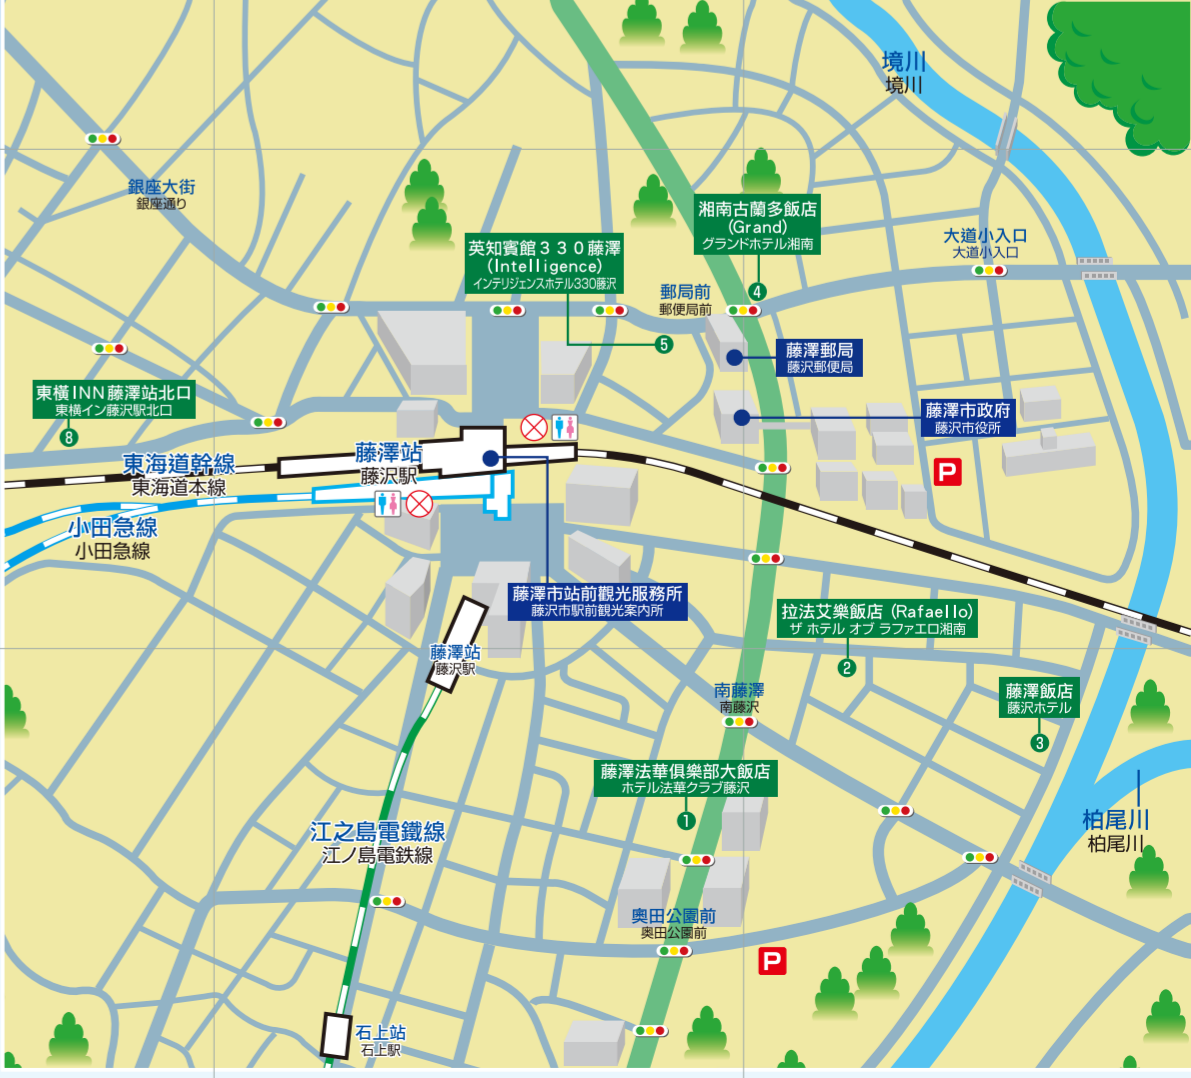 境川
境川
銀座大街
銀座通り
湘南古蘭多飯店
(Grand)
グランドホテル湘南
大道小入口
大道小入口
英知賓館３３０藤澤
(Intelligence)
インテリジェンスホテル330藤沢
郵局前
郵便局前
4
5
藤澤郵局
藤沢郵便局
東橫INN藤澤站北口
東横イン藤沢駅北口
8
藤澤市政府
藤沢市役所
藤澤站
藤沢駅
東海道幹線
東海道本線
P
小田急線
小田急線
藤澤市站前観光服務所
藤沢市駅前観光案内所
拉法艾樂飯店 (Rafaello)
ザ ホテル オブ ラファエロ湘南
2
藤澤站
藤沢駅
南藤澤
南藤沢
藤澤飯店
藤沢ホテル
3
藤澤法華俱樂部大飯店
ホテル法華クラブ藤沢
1
江之島電鐵線
江ノ島電鉄線
柏尾川
柏尾川
奧田公園前
奥田公園前
P
石上站
石上駅